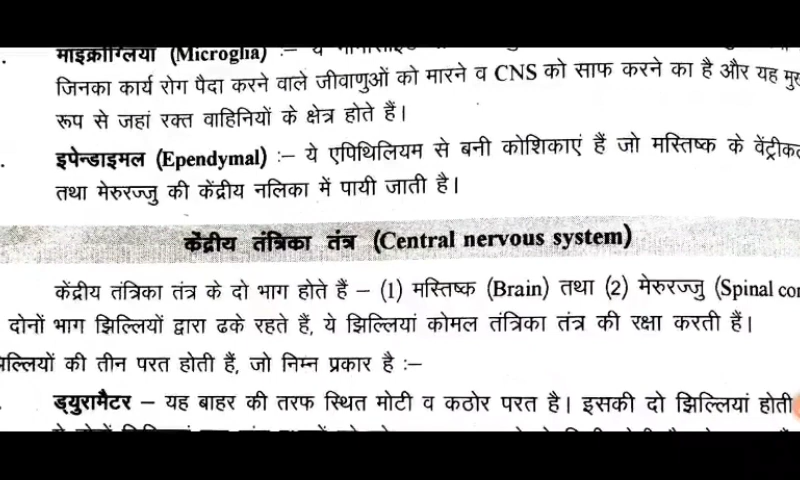 माइक्रोग्लिया (Microglia) :– ये
जिनका कार्य रोग पैदा करने वाले जीवाणुओं को मारने व CNS को साफ करने का है और यह
रूप से जहां रक्त वाहिनियों के क्षेत्र होते हैं।
इपेन्डाइमल (Ependymal) :– ये एपिथिलियम से बनी कोशिकाएं हैं जो मस्तिष्क के
तथा मेरुरज्जु की केंद्रीय नलिका में पायी जाती है।
केंद्रीय तंत्रिका तंत्र (Central nervous system)
केंद्रीय तंत्रिका तंत्र के दो भाग होते हैं – (1) मस्तिष्क (Brain) तथा (2) मेरुरज्जु (Spinal
दोनों भाग झिल्लियों द्वारा ढके रहते हैं, ये झिल्लियां कोमल तंत्रिका तंत्र की रक्षा करती हैं।
की तीन परत होती हैं, जो निम्न प्रकार है :–
ड्युरामैटर – यह बाहर की तरफ स्थित मोटी व कठोर परत है। इसकी दो झिल्लियां होती